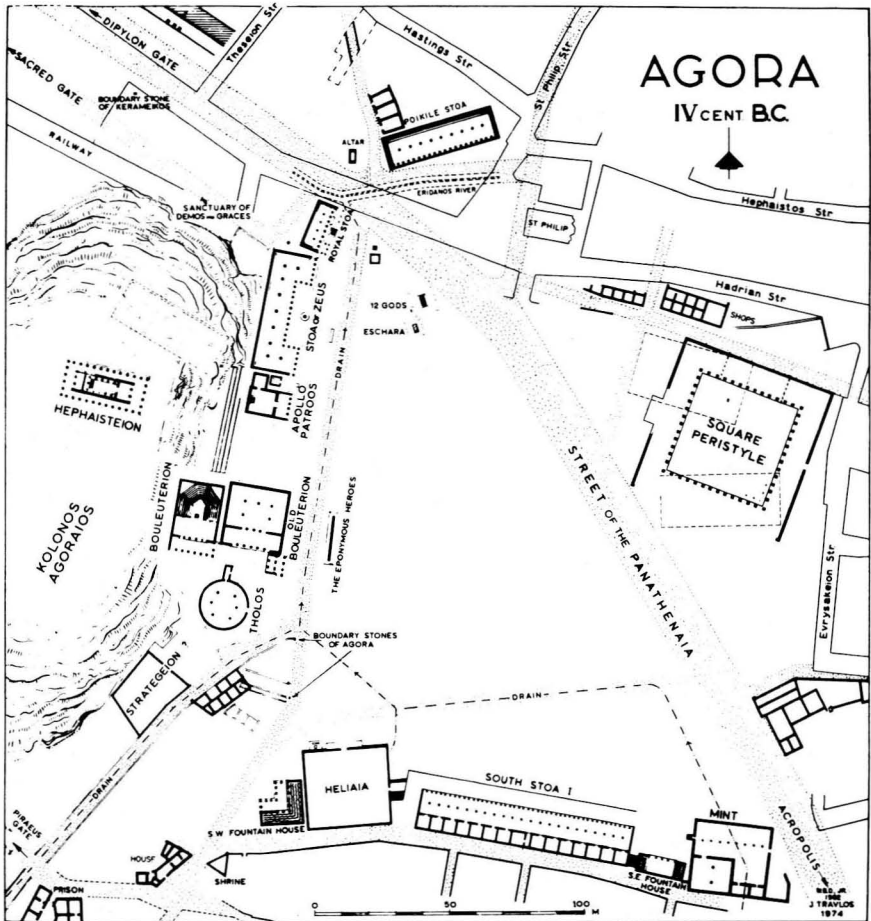 AGORA
IV CENT B.C.
DIPYLON GATE
Theseion Str
Hastings Str
St Philip Str
SACRED GATE
BOUNDARY STONE
OF KERAMEIKOS
POIKILE STOA
ALTAR
RAILWAY
ERIDANOS RIVER
SANCTUARY OF
DEMOS AND GRACES
Hephaistos Str
ROYAL STOA
ST PHILIP
Hadrian Str
STOA OF ZEUS
12 GODS
ESCHARA
SHOPS
DRAIN
HEPHAISTEION
APOLLO
PATROOS
SQUARE
PERISTYLE
STREET OF THE PANATHENAIA
KOLONOS
AGORAIOS
BOULEUTERION
OLD
BOULEUTERION
THE EPONYMOUS HEROES
Evrysakeion Str
THOLOS
BOUNDARY STONES
OF AGORA
STRATEGEION ?
DRAIN
DRAIN
HELIAIA
SOUTH STOA I
MINT
ACROPOLIS
PIRAEUS
GATE
S.W. FOUNTAIN HOUSE
HOUSE
SHRINE
S.E. FOUNTAIN
HOUSE
PRISON
0 50 100 M
J TRAVLOS
1974